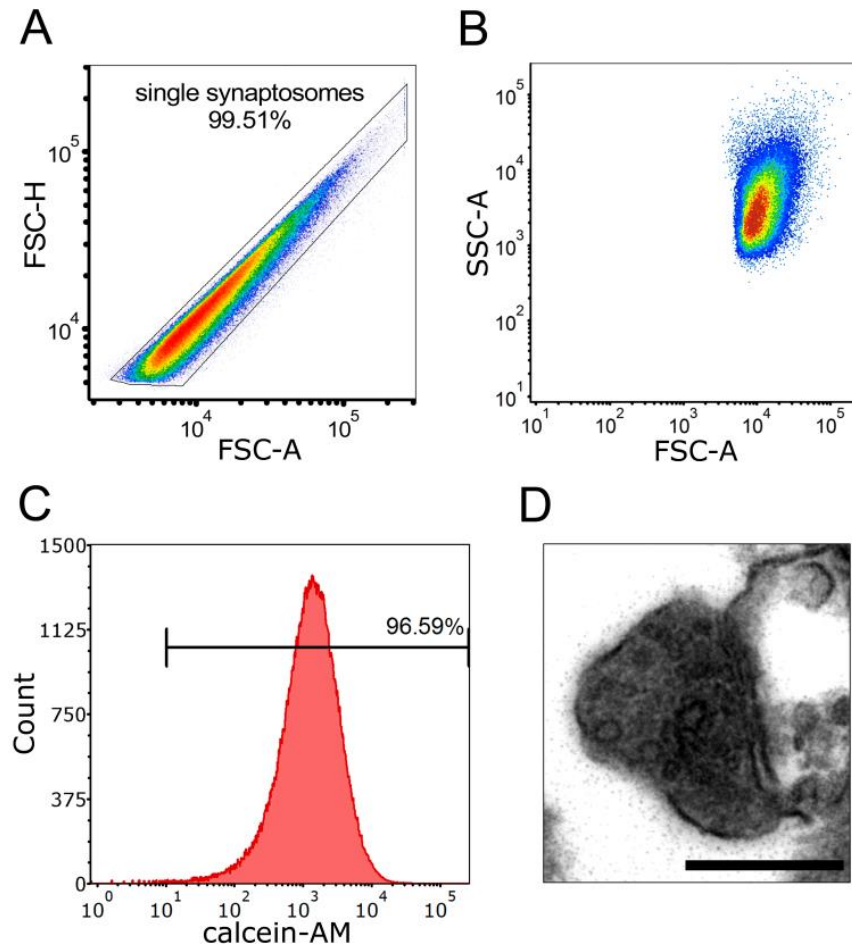 A
single synaptosomes
99.51%
10^5
10^4
FSC-H
10^4 10^5
FSC-A
B
10^5
10^4
10^3
10^2
10^1
SSC-A
10^1 10^2 10^3 10^4 10^5
FSC-A
C
1500
1125
750
375
0
Count
96.59%
10^0 10^1 10^2 10^3 10^4 10^5
calcein-AM
D